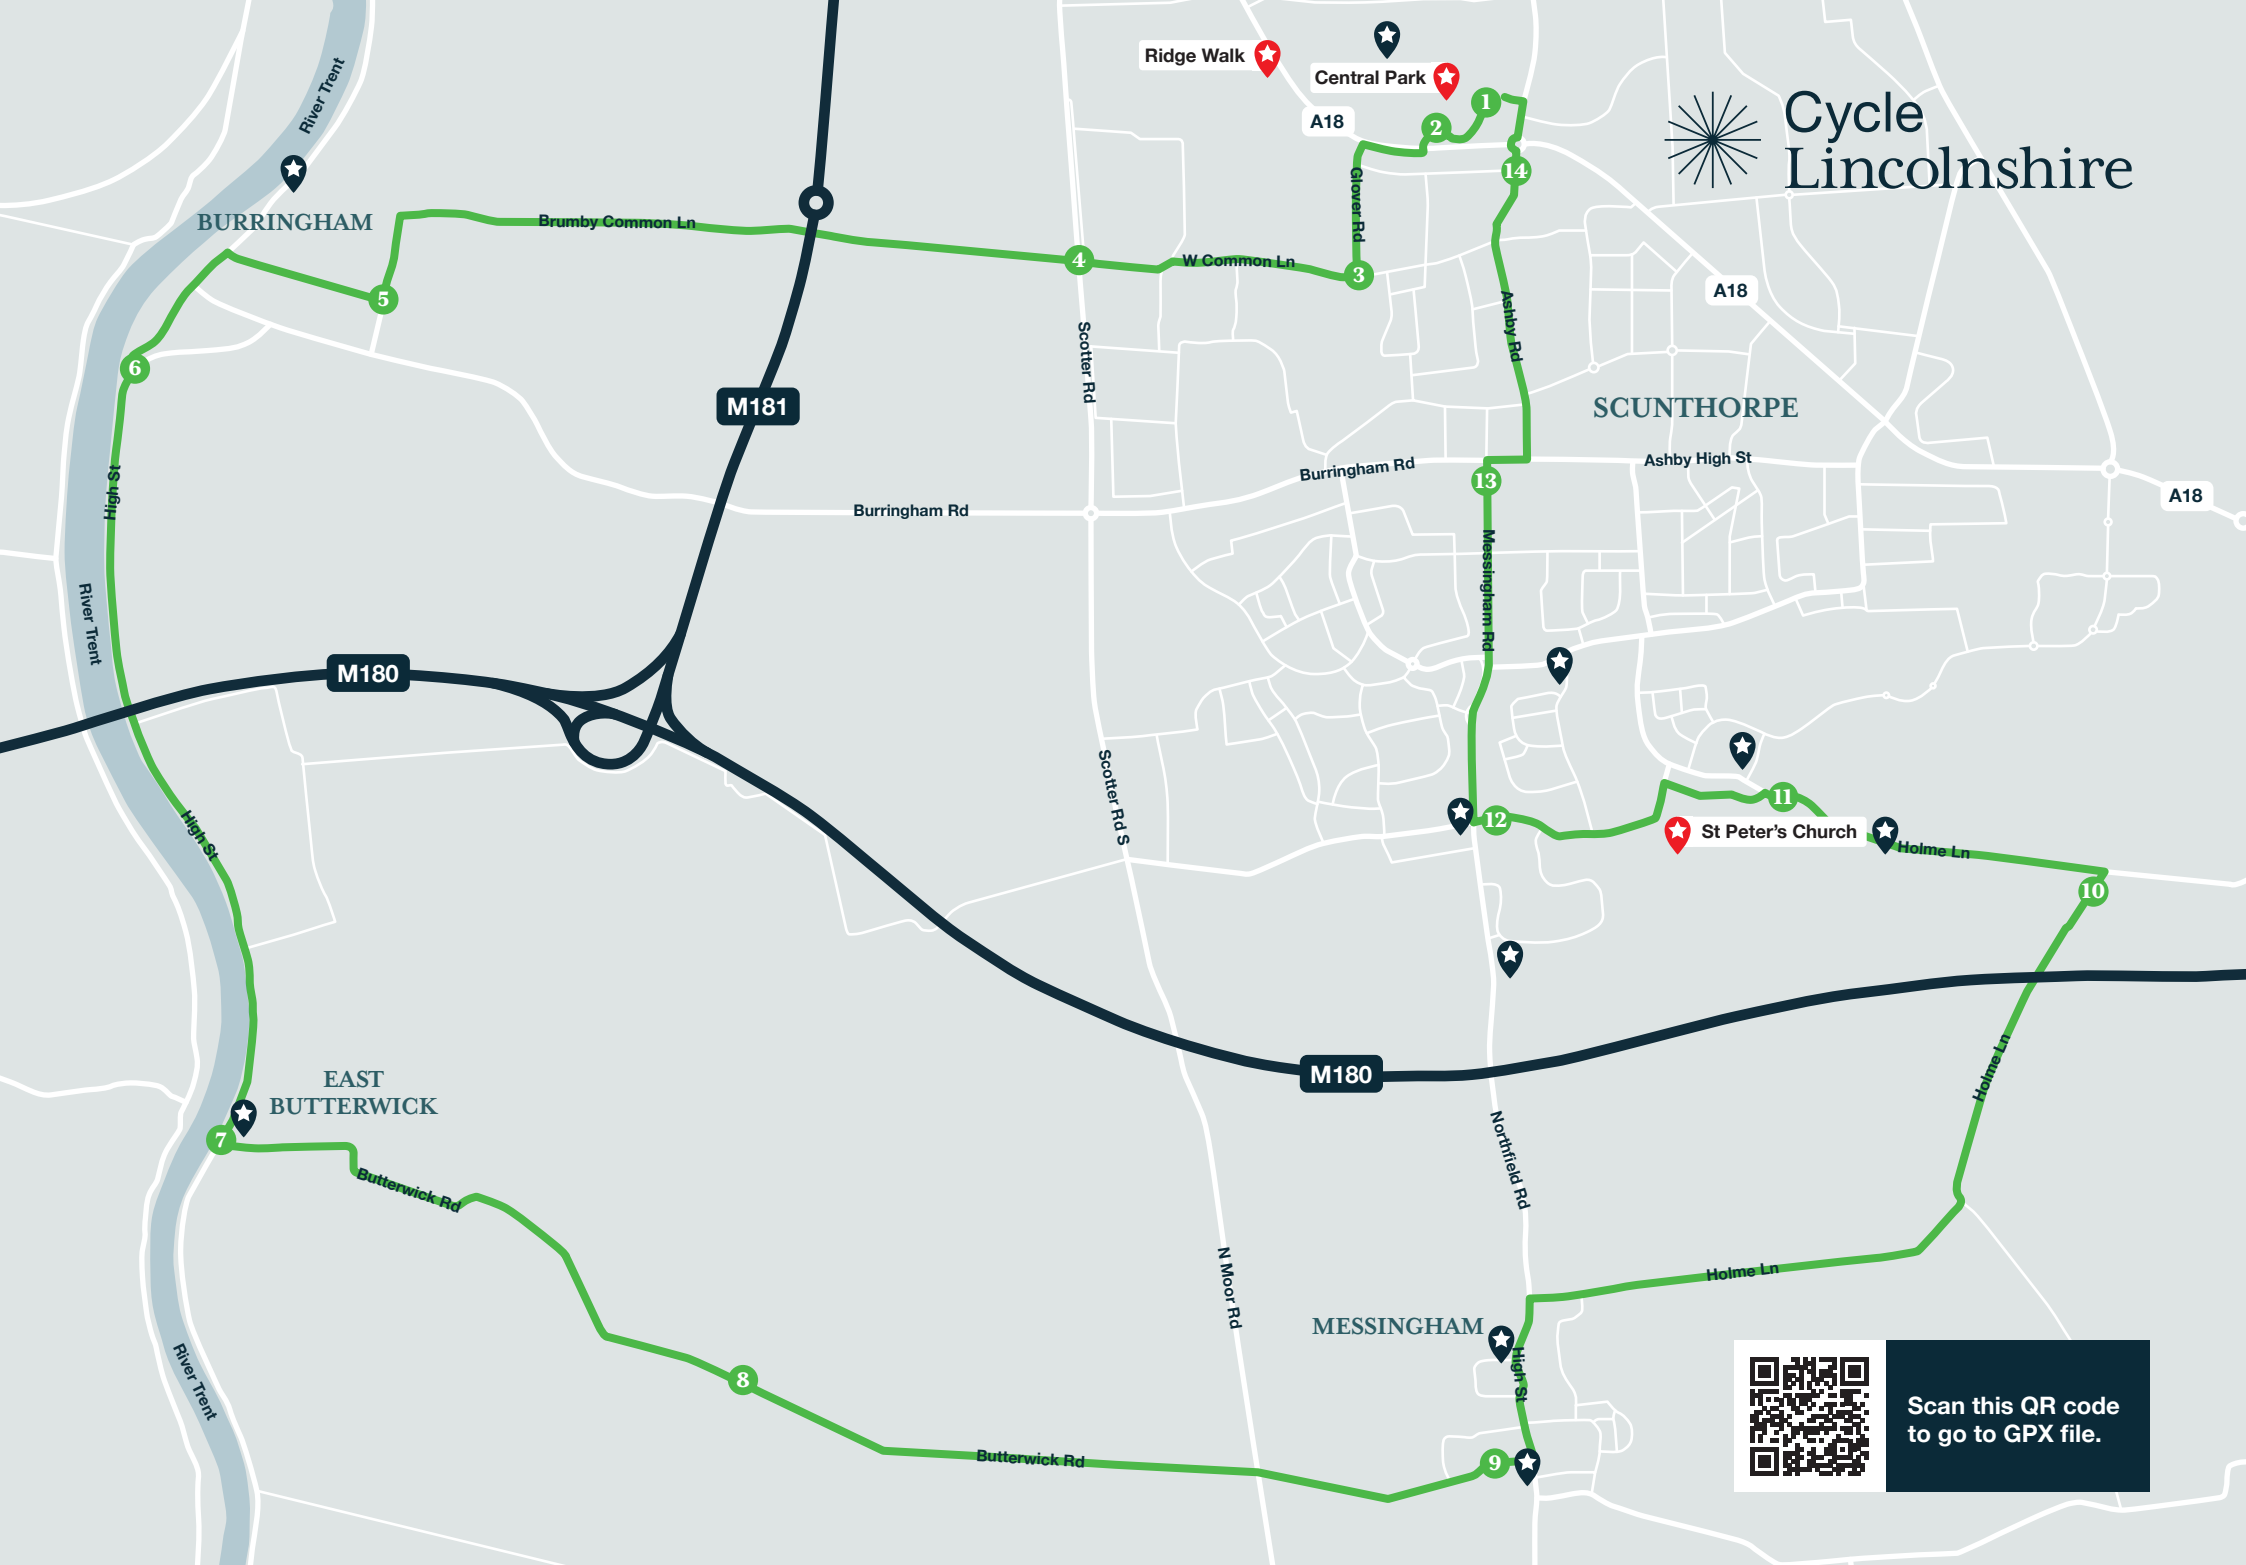 Ridge Walk
Central Park
1
2
A18
14
Cycle
Lincolnshire
River Trent
BURRINGHAM
Brumby Common Ln
Glover Rd
4
W Common Ln
3
5
A18
6
Scotter Rd
Ashby Rd
M181
SCUNTHORPE
High St
Burringham Rd
Ashby High St
13
A18
Burringham Rd
Messingham Rd
River Trent
M180
Scotter Rd S
High St
12
11
St Peter's Church
Holme Ln
10
M180
Holme Ln
EAST
BUTTERWICK
7
Butterwick Rd
Northfield Rd
N Moor Rd
Holme Ln
MESSINGHAM
High St
River Trent
8
Butterwick Rd
9
Scan this QR code
to go to GPX file.